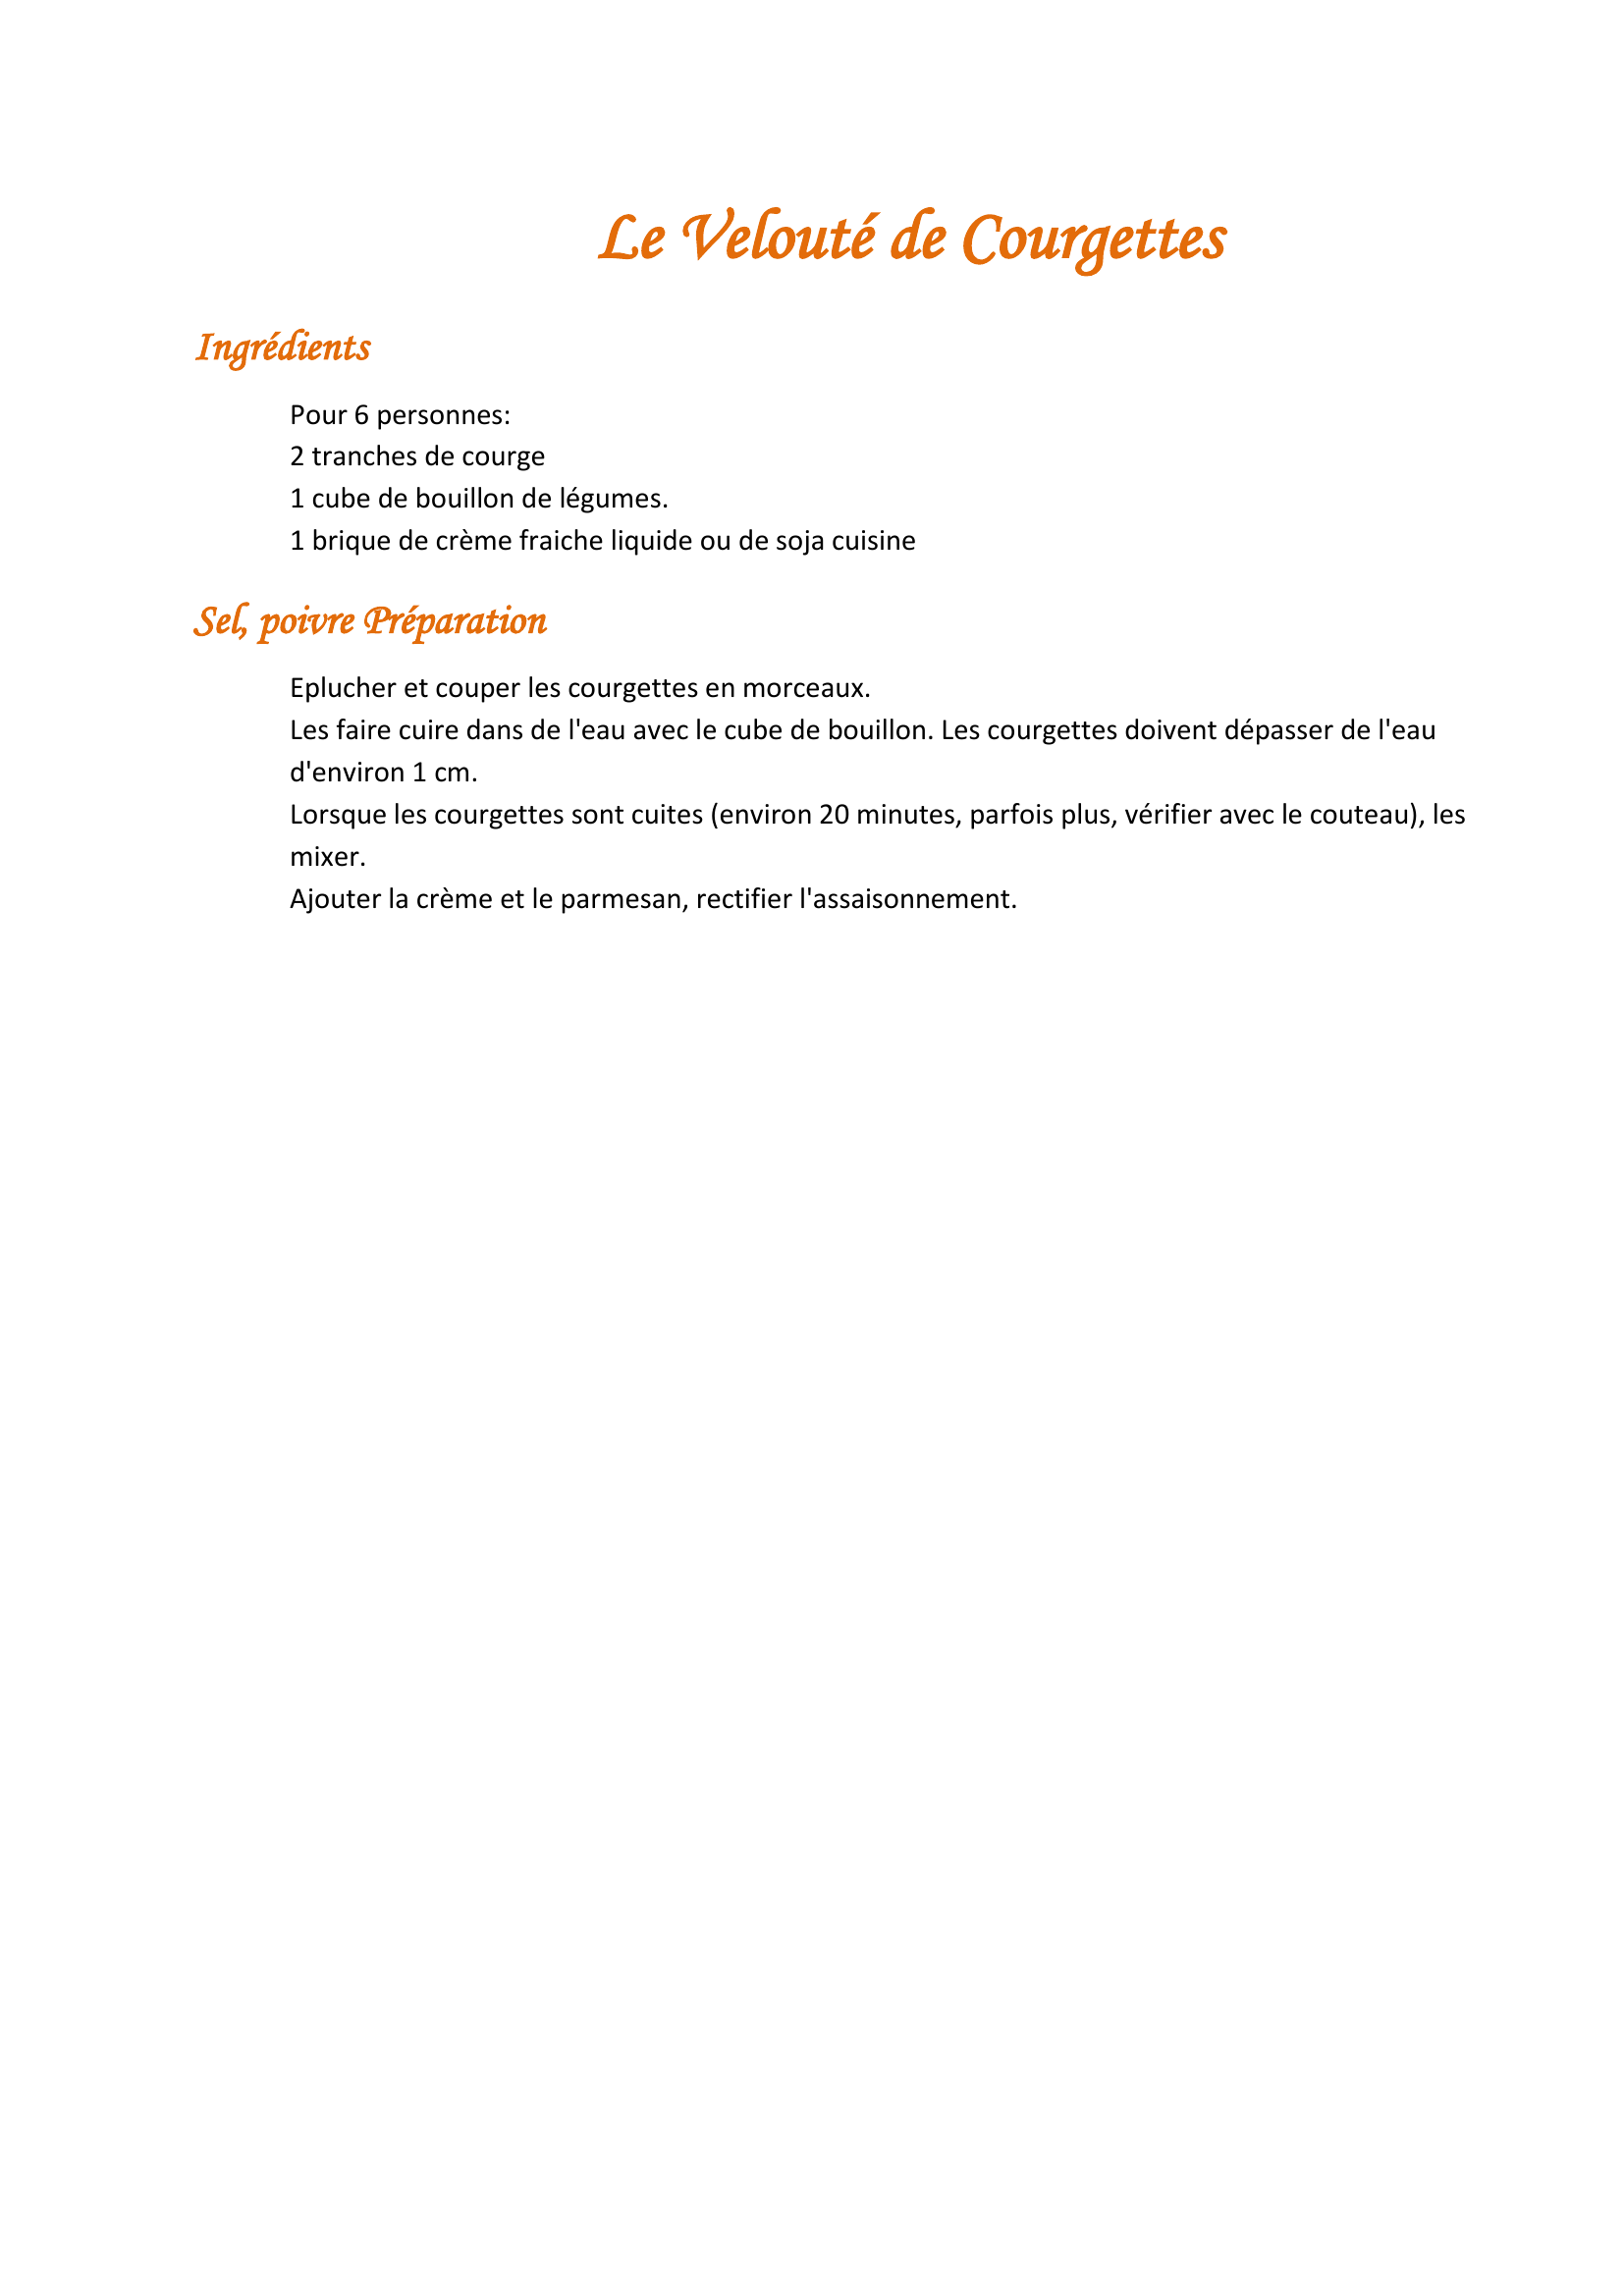 Le Velouté de Courgettes
Ingrédients
Pour 6 personnes:
2 tranches de courge
1 cube de bouillon de légumes.
1 brique de crème fraiche liquide ou de soja cuisine
Sel, poivre Préparation
Eplucher et couper les courgettes en morceaux.
Les faire cuire dans de l'eau avec le cube de bouillon. Les courgettes doivent dépasser de l'eau
d'environ 1 cm.
Lorsque les courgettes sont cuites (environ 20 minutes, parfois plus, vérifier avec le couteau), les
mixer.
Ajouter la crème et le parmesan, rectifier l'assaisonnement.